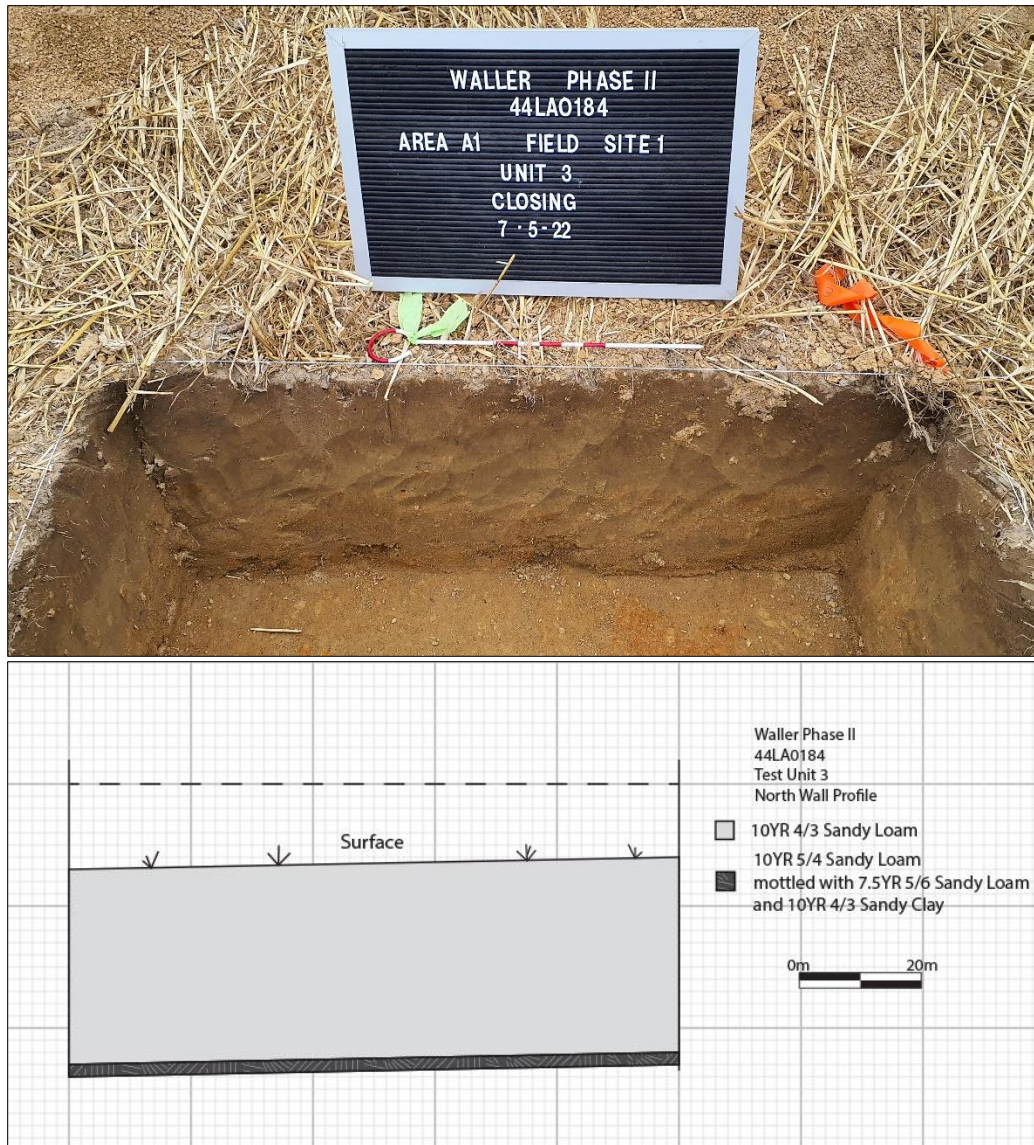 WALLER PHASE II
44LA0184
AREA A1 FIELD SITE 1
UNIT 3
CLOSING
7·5-22
Waller Phase II
44LA0184
Test Unit 3
North Wall Profile
Surface
10YR 4/3 Sandy Loam
10YR 5/4 Sandy Loam
mottled with 7.5YR 5/6 Sandy Loam
and 10YR 4/3 Sandy Clay
0m 20m